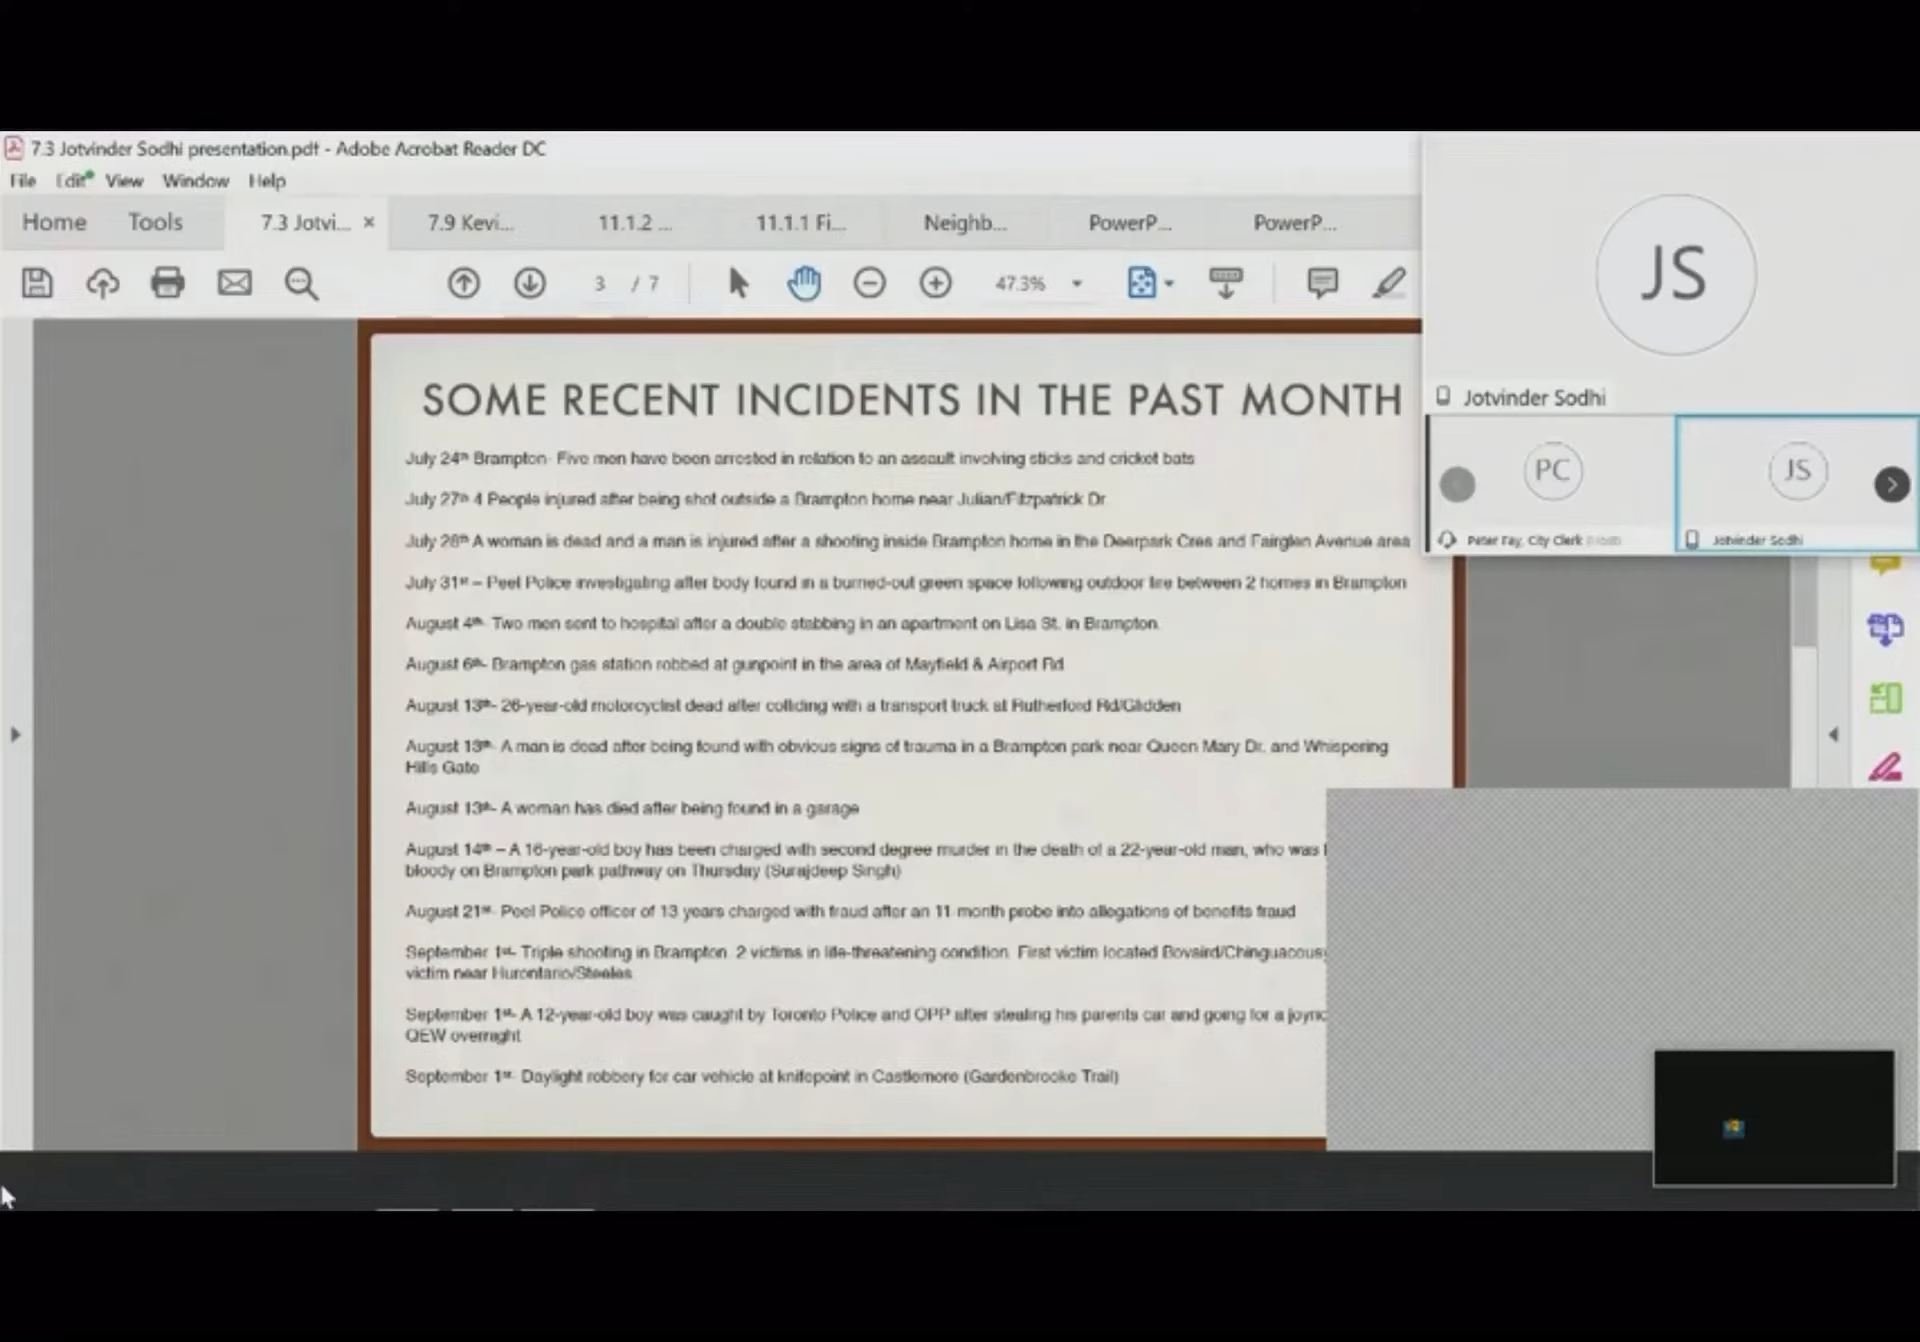 7.3 Jotvinder Sodhi presentation.pdf - Adobe Acrobat Reader DC
File Edit View Window Help
Home Tools 7.3 Jotvi... × 7.9 Kevi... 11.1.2 ... 11.1.1 Fi... Neighb... PowerP... PowerP...
3 / 7 47.3%
JS
Jotvinder Sodhi
PC JS
Peter Fay, City Clerk Jotvinder Sodhi
SOME RECENT INCIDENTS IN THE PAST MONTH
July 24th Brampton- Five men have been arrested in relation to an assault involving sticks and cricket bats
July 27th 4 People injured after being shot outside a Brampton home near Julian/Fitzpatrick Dr
July 28th A woman is dead and a man is injured after a shooting inside Brampton home in the Deerpark Cres and Fairglen Avenue area
July 31st – Peel Police investigating after body found in a burned-out green space following outdoor fire between 2 homes in Brampton
August 4th- Two men sent to hospital after a double stabbing in an apartment on Lisa St. in Brampton.
August 6th- Brampton gas station robbed at gunpoint in the area of Mayfield & Airport Rd
August 13th- 26-year-old motorcyclist dead after colliding with a transport truck at Rutherford Rd/Glidden
August 13th- A man is dead after being found with obvious signs of trauma in a Brampton park near Queen Mary Dr. and Whispering
Hills Gate
August 13th- A woman has died after being found in a garage
August 14th – A 16-year-old boy has been charged with second degree murder in the death of a 22-year-old man, who was
bloody on Brampton park pathway on Thursday (Surajdeep Singh)
August 21st- Peel Police officer of 13 years charged with fraud after an 11 month probe into allegations of benefits fraud
September 1st- Triple shooting in Brampton. 2 victims in life-threatening condition. First victim located Bovaird/Chinguacousy
victim near Hurontario/Steeles
September 1st- A 12-year-old boy was caught by Toronto Police and OPP after stealing his parents car and going for a
QEW overnight
September 1st- Daylight robbery for car vehicle at knifepoint in Castlemore (Gardenbrooke Trail)